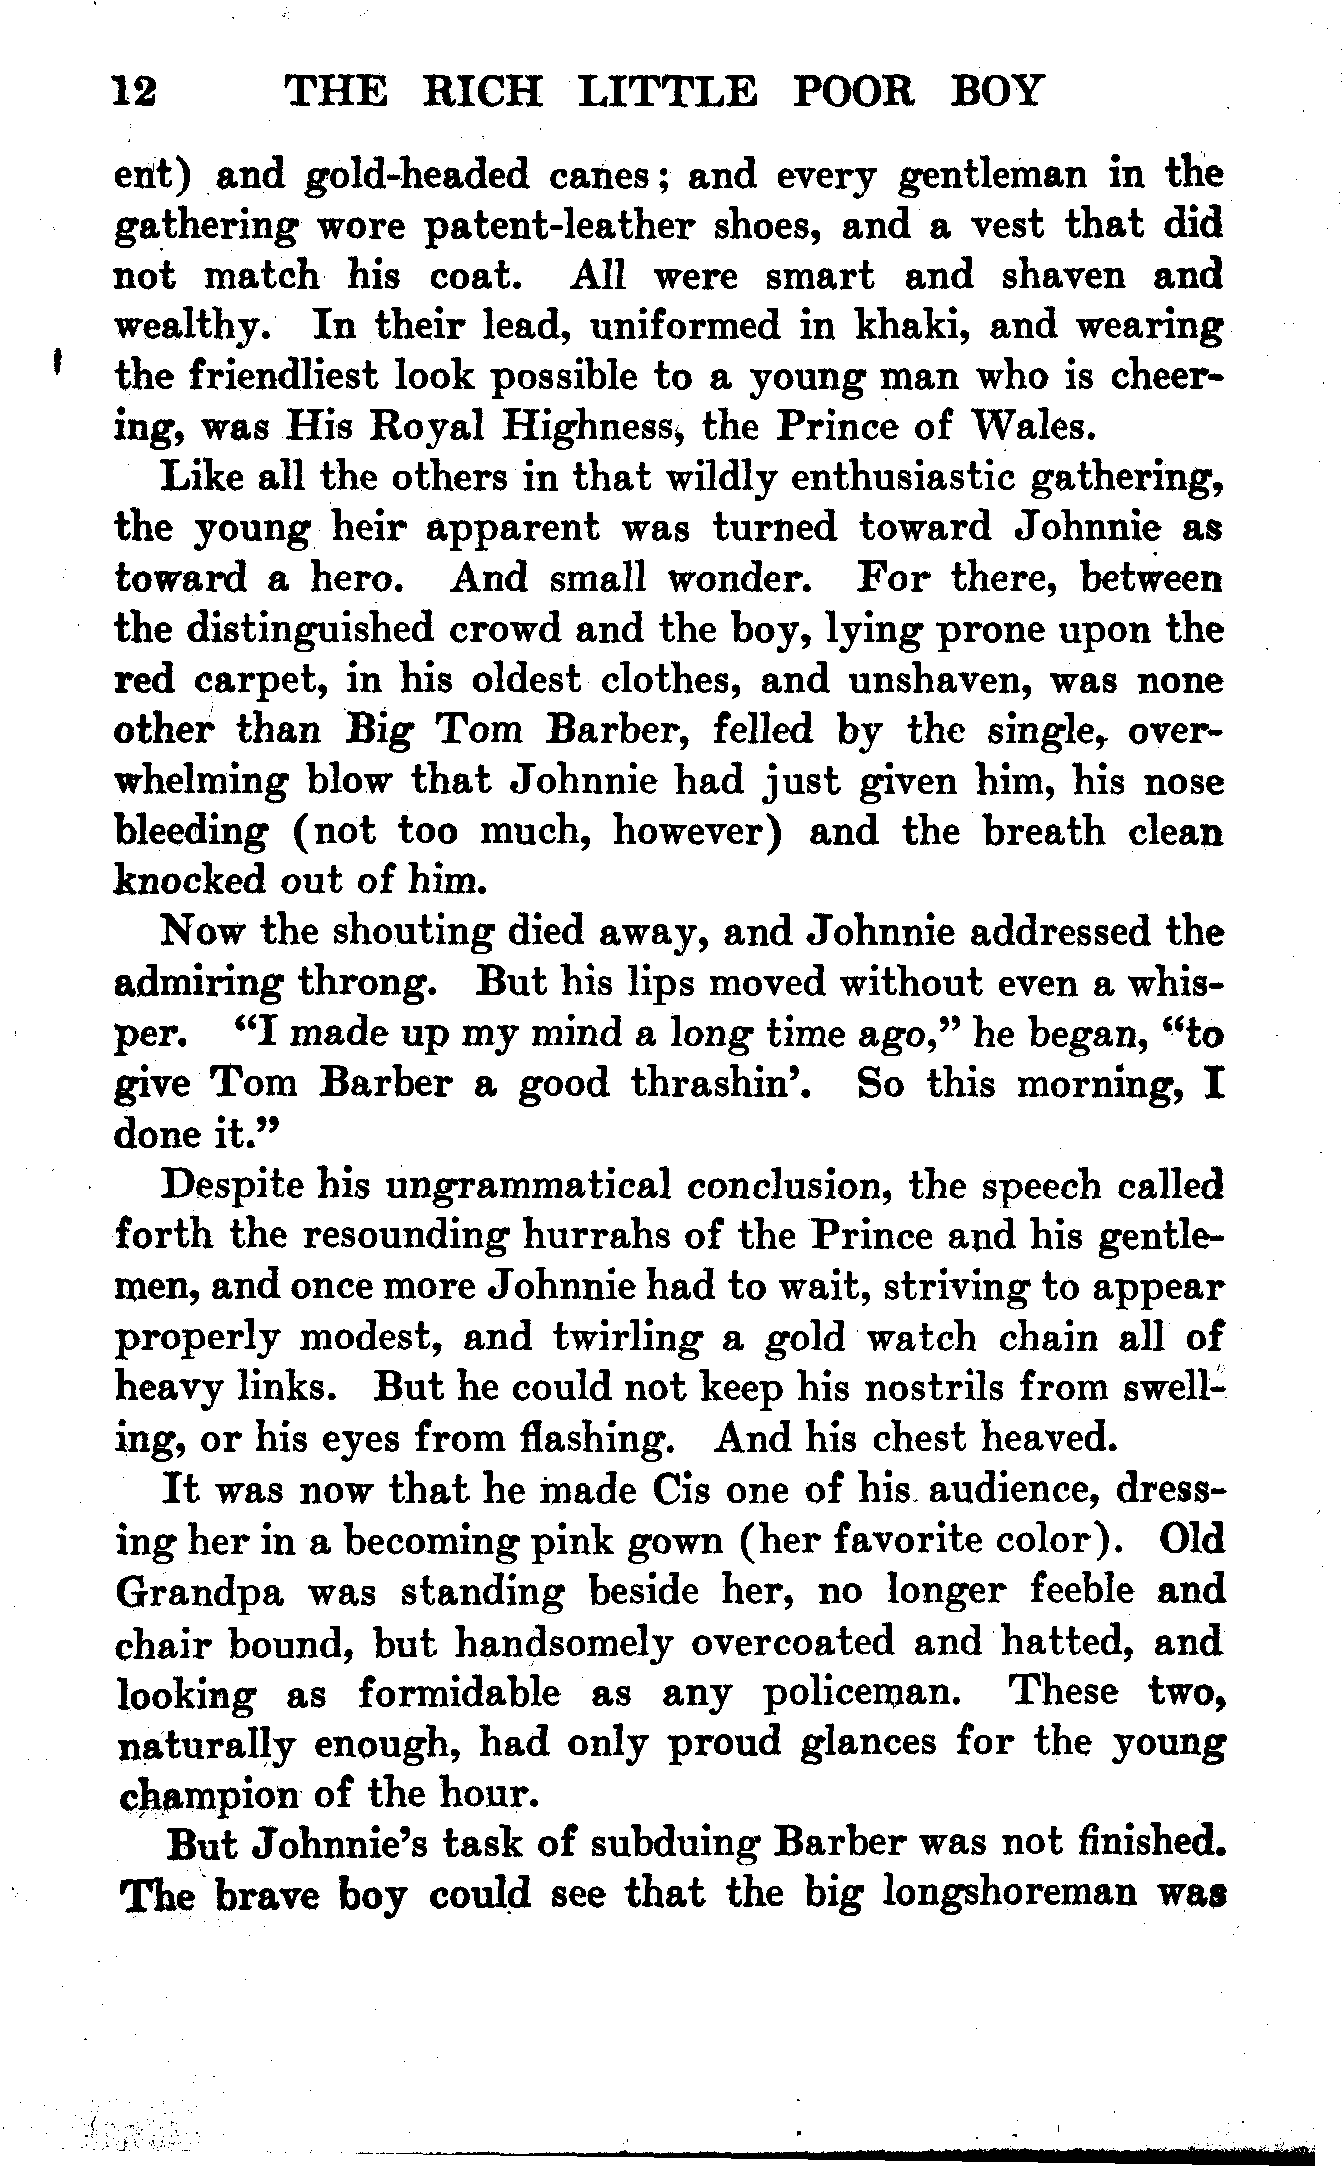 12 THE RICH LITTLE POOR BOY
ent) and gold-headed canes; and every gentleman in the
gathering wore patent-leather shoes, and a vest that did
not match his coat. All were smart and shaven and
wealthy. In their lead, uniformed in khaki, and wearing
the friendliest look possible to a young man who is cheer-
ing, was His Royal Highness, the Prince of Wales.
Like all the others in that wildly enthusiastic gathering,
the young heir apparent was turned toward Johnnie as
toward a hero. And small wonder. For there, between
the distinguished crowd and the boy, lying prone upon the
red carpet, in his oldest clothes, and unshaven, was none
other than Big Tom Barber, felled by the single, over-
whelming blow that Johnnie had just given him, his nose
bleeding (not too much, however) and the breath clean
knocked out of him.
Now the shouting died away, and Johnnie addressed the
admiring throng. But his lips moved without even a whis-
per. “I made up my mind a long time ago,” he began, “to
give Tom Barber a good thrashin’. So this morning, I
done it.”
Despite his ungrammatical conclusion, the speech called
forth the resounding hurrahs of the Prince and his gentle-
men, and once more Johnnie had to wait, striving to appear
properly modest, and twirling a gold watch chain all of
heavy links. But he could not keep his nostrils from swell-
ing, or his eyes from flashing. And his chest heaved.
It was now that he made Cis one of his audience, dress-
ing her in a becoming pink gown (her favorite color). Old
Grandpa was standing beside her, no longer feeble and
chair bound, but handsomely overcoated and hatted, and
looking as formidable as any policeman. These two,
naturally enough, had only proud glances for the young
champion of the hour.
But Johnnie’s task of subduing Barber was not finished.
The brave boy could see that the big longshoreman was